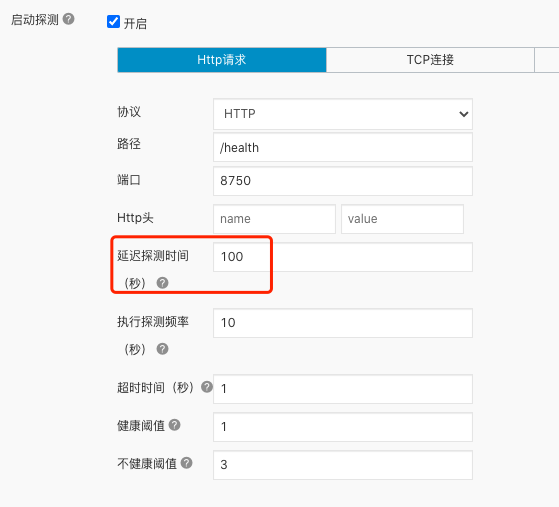 启动探测
开启
Http请求
TCP连接
协议
HTTP
路径
/health
端口
8750
Http头
name
value
延迟探测时间
（秒）
100
执行探测频率
（秒）
10
超时时间（秒）
1
健康阈值
1
不健康阈值
3